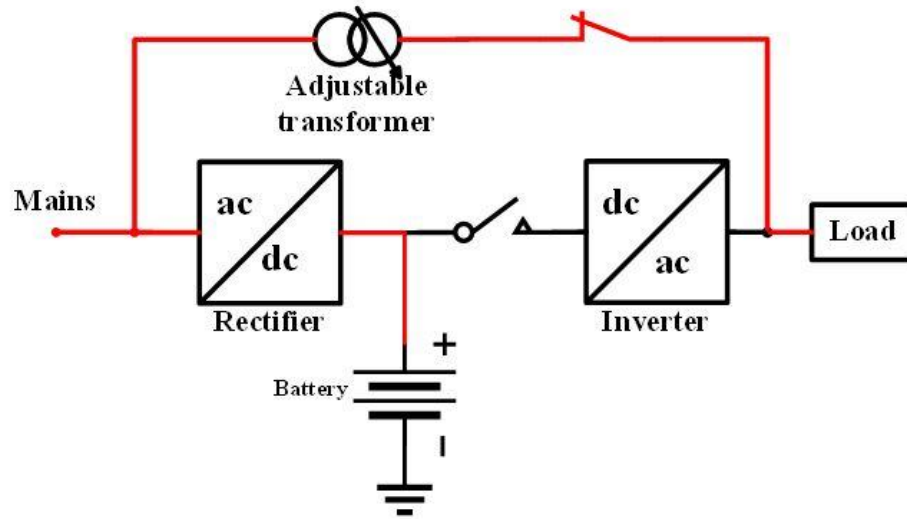 Adjustable
transformer
Mains
ac
dc
Rectifier
dc
ac
Inverter
Load
+
Battery
–